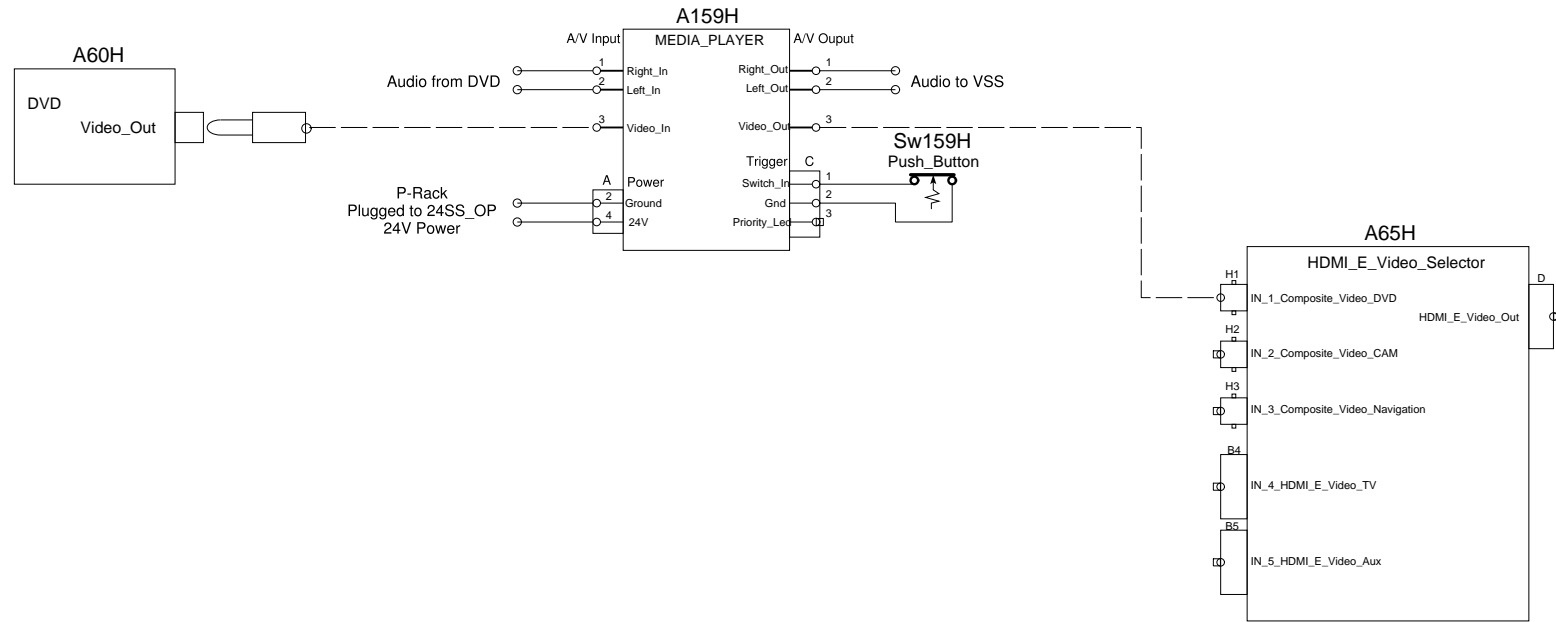 A60H
DVD
Video_Out
A159H
A/V Input
MEDIA_PLAYER
A/V Ouput
Audio from DVD
1
Right_In
2
Left_In
3
Video_In
Right_Out
1
Left_Out
2
Audio to VSS
Video_Out
3
P-Rack
Plugged to 24SS_OP
24V Power
A
Power
2
Ground
4
24V
Trigger
C
Switch_In
1
Gnd
2
Priority_Led
3
Sw159H
Push_Button
A65H
HDMI_E_Video_Selector
H1
IN_1_Composite_Video_DVD
D
HDMI_E_Video_Out
H2
IN_2_Composite_Video_CAM
H3
IN_3_Composite_Video_Navigation
B4
IN_4_HDMI_E_Video_TV
B5
IN_5_HDMI_E_Video_Aux